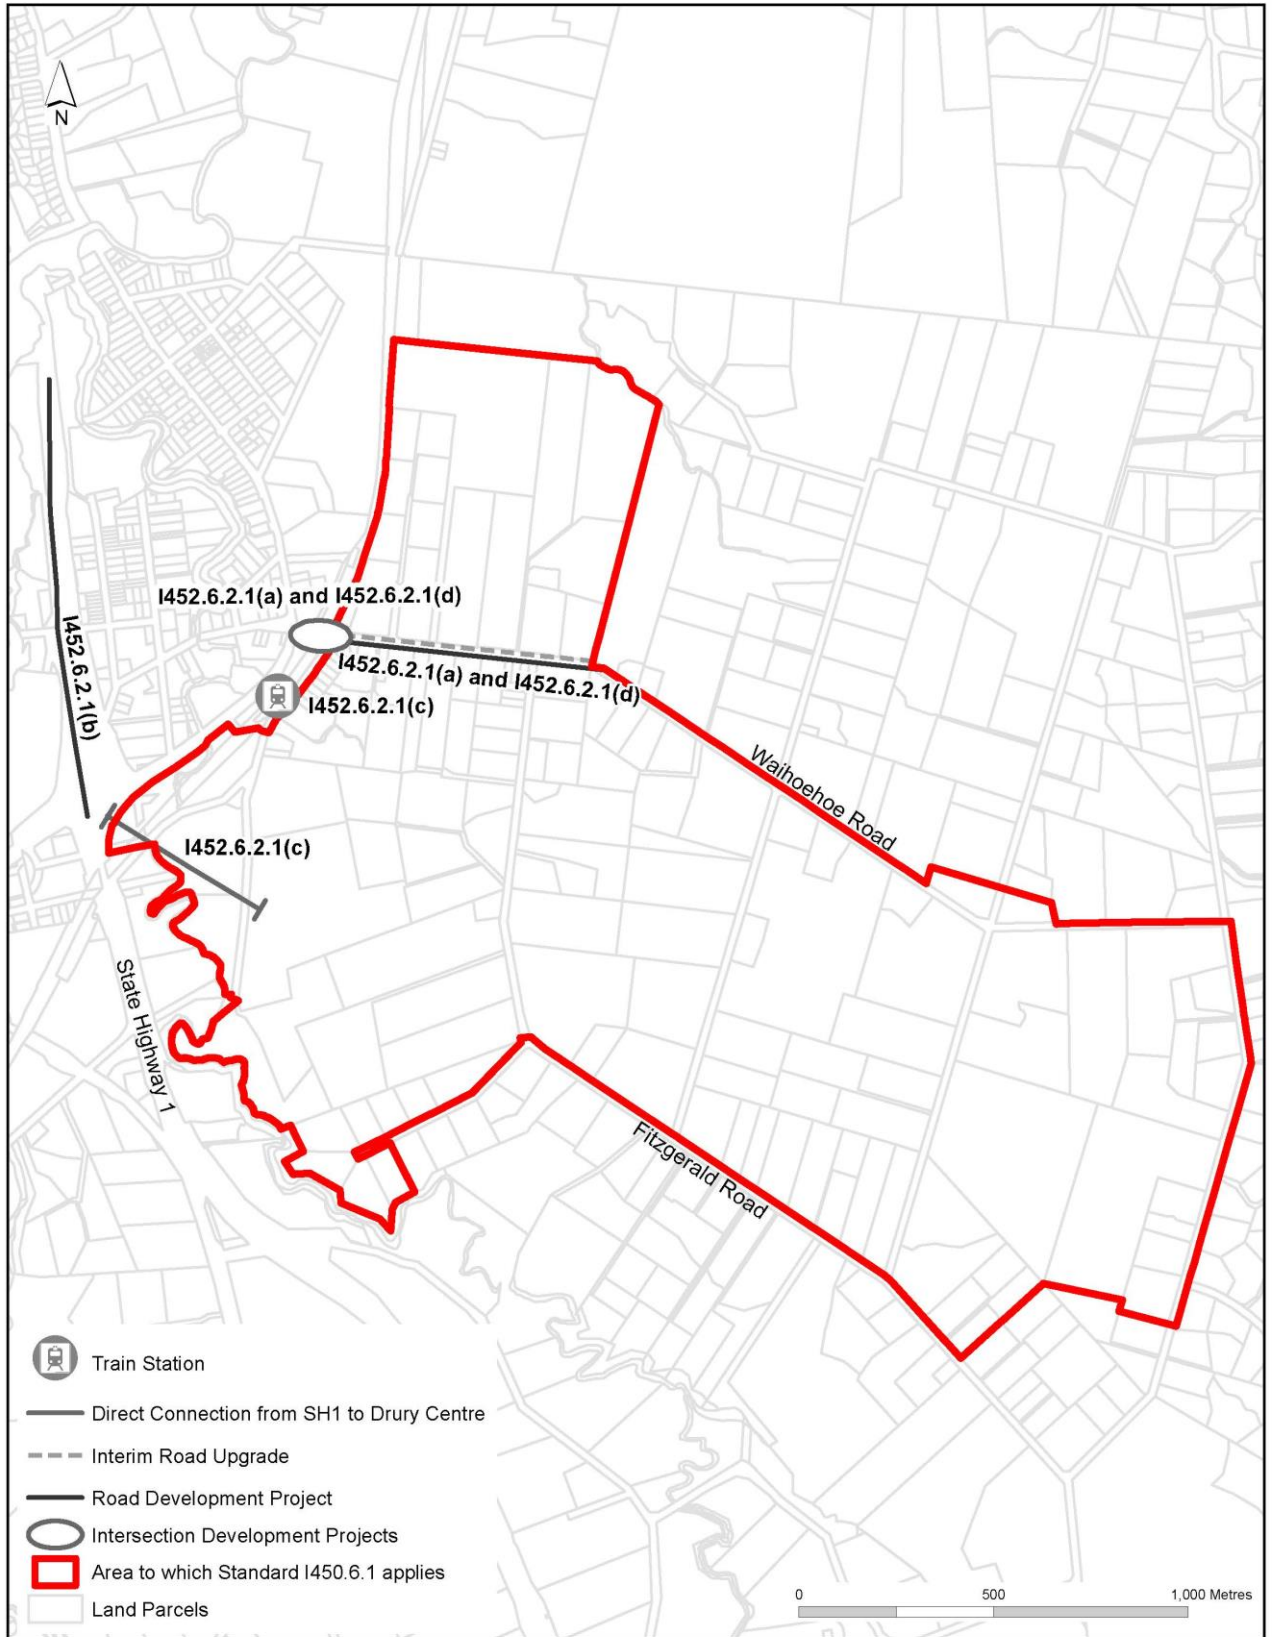 N
I452.6.2.1(a) and I452.6.2.1(d)
I452.6.2.1(b)
I452.6.2.1(a) and I452.6.2.1(d)
I452.6.2.1(c)
Waihoehoe Road
I452.6.2.1(c)
State Highway 1
Fitzgerald Road
Train Station
Direct Connection from SH1 to Drury Centre
Interim Road Upgrade
Road Development Project
Intersection Development Projects
Area to which Standard I450.6.1 applies
Land Parcels
0 500 1,000 Metres